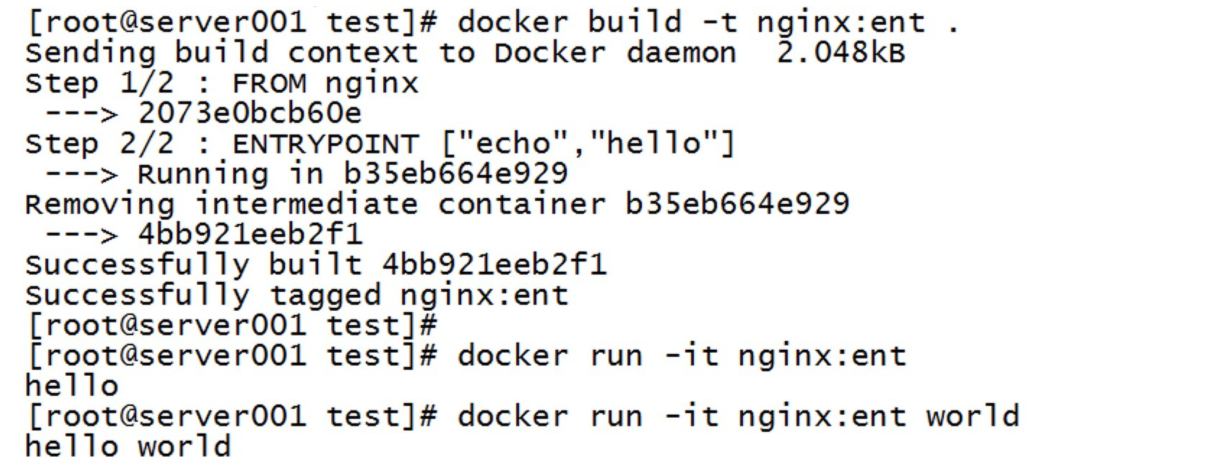 [root@server001 test]# docker build -t nginx:ent .
Sending build context to Docker daemon  2.048kB
Step 1/2 : FROM nginx
 ---> 2073e0bcb60e
Step 2/2 : ENTRYPOINT ["echo","hello"]
 ---> Running in b35eb664e929
Removing intermediate container b35eb664e929
 ---> 4bb921eeb2f1
Successfully built 4bb921eeb2f1
Successfully tagged nginx:ent
[root@server001 test]#
[root@server001 test]# docker run -it nginx:ent
hello
[root@server001 test]# docker run -it nginx:ent world
hello world